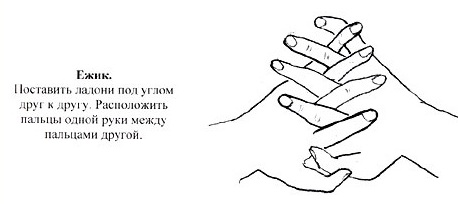 Ежик.
Поставить ладони под углом
друг к другу. Расположить
пальцы одной руки между
пальцами другой.